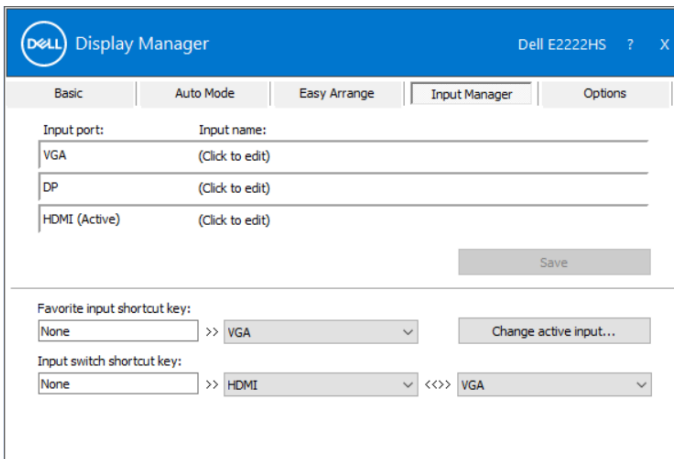 DELL Display Manager Dell E2222HS ? X
Basic Auto Mode Easy Arrange Input Manager Options
Input port: Input name:
VGA (Click to edit)
DP (Click to edit)
HDMI (Active) (Click to edit)
Save
Favorite input shortcut key:
None >> VGA Change active input...
Input switch shortcut key:
None >> HDMI <<>> VGA